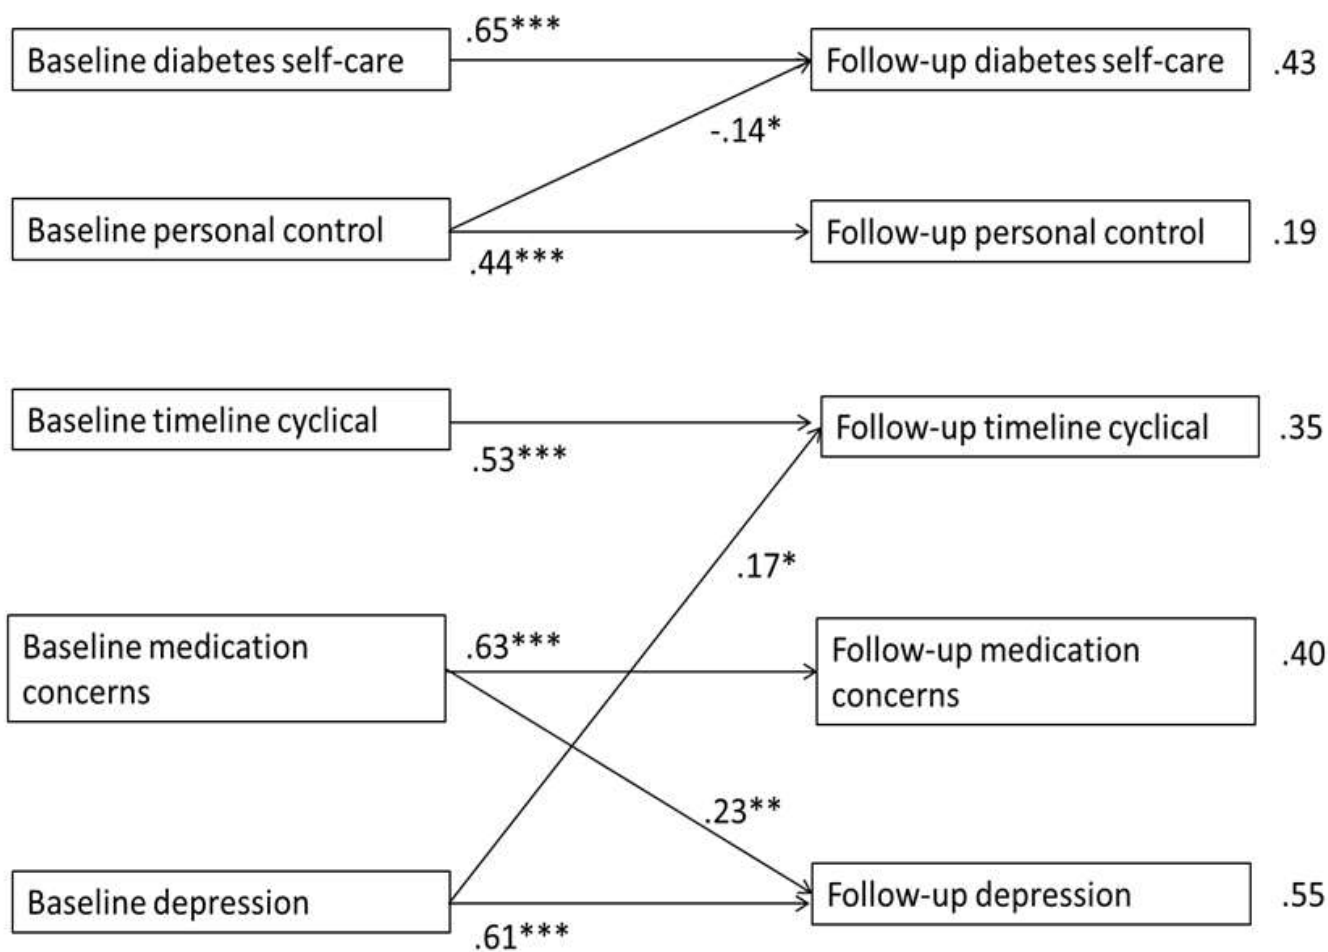 .65***
Baseline diabetes self-care
Follow-up diabetes self-care
.43
-.14*
Baseline personal control
Follow-up personal control
.19
.44***
Baseline timeline cyclical
Follow-up timeline cyclical
.35
.53***
.17*
Baseline medication
concerns
.63***
Follow-up medication
concerns
.40
.23**
Baseline depression
Follow-up depression
.55
.61***